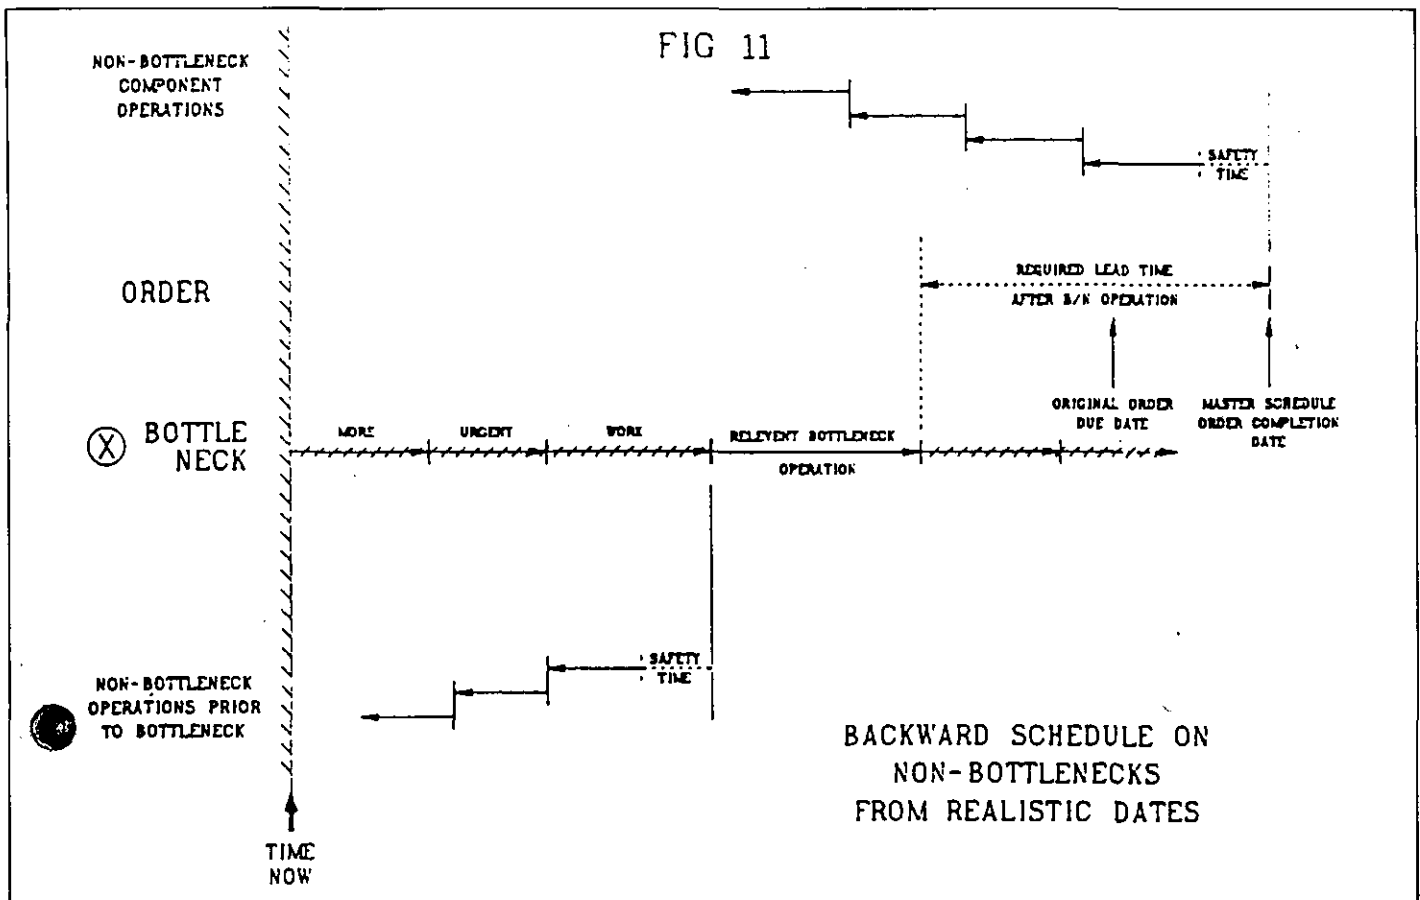 FIG 11
NON-BOTTLENECK
COMPONENT
OPERATIONS
SAFETY
TIME
ORDER
REQUIRED LEAD TIME
AFTER B/N OPERATION
ORIGINAL ORDER
DUE DATE
MASTER SCHEDULE
ORDER COMPLETION
DATE
X
BOTTLE
NECK
MORE
URGENT
WORK
RELEVENT BOTTLENECK
OPERATION
SAFETY
TIME
NON-BOTTLENECK
OPERATIONS PRIOR
TO BOTTLENECK
BACKWARD SCHEDULE ON
NON-BOTTLENECKS
FROM REALISTIC DATES
TIME
NOW